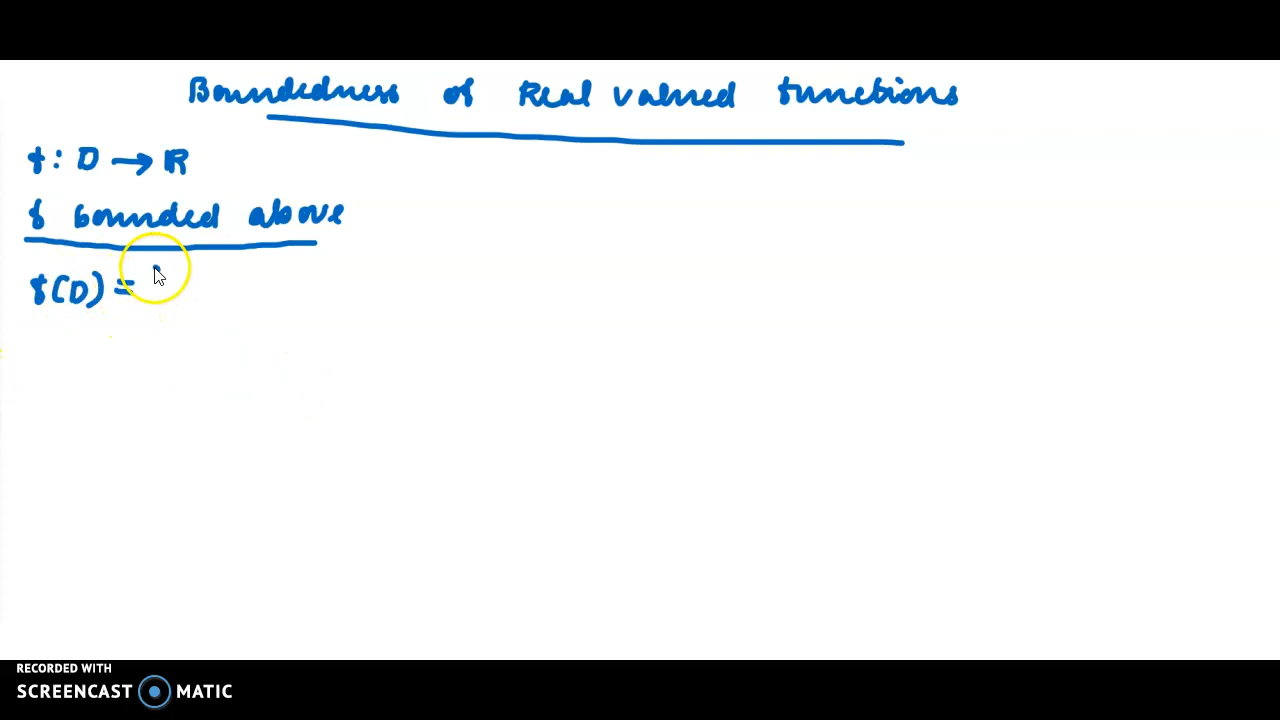 Boundedness of Real valued functions
f: D → R
f bounded above
f(D) =
RECORDED WITH
SCREENCAST MATIC